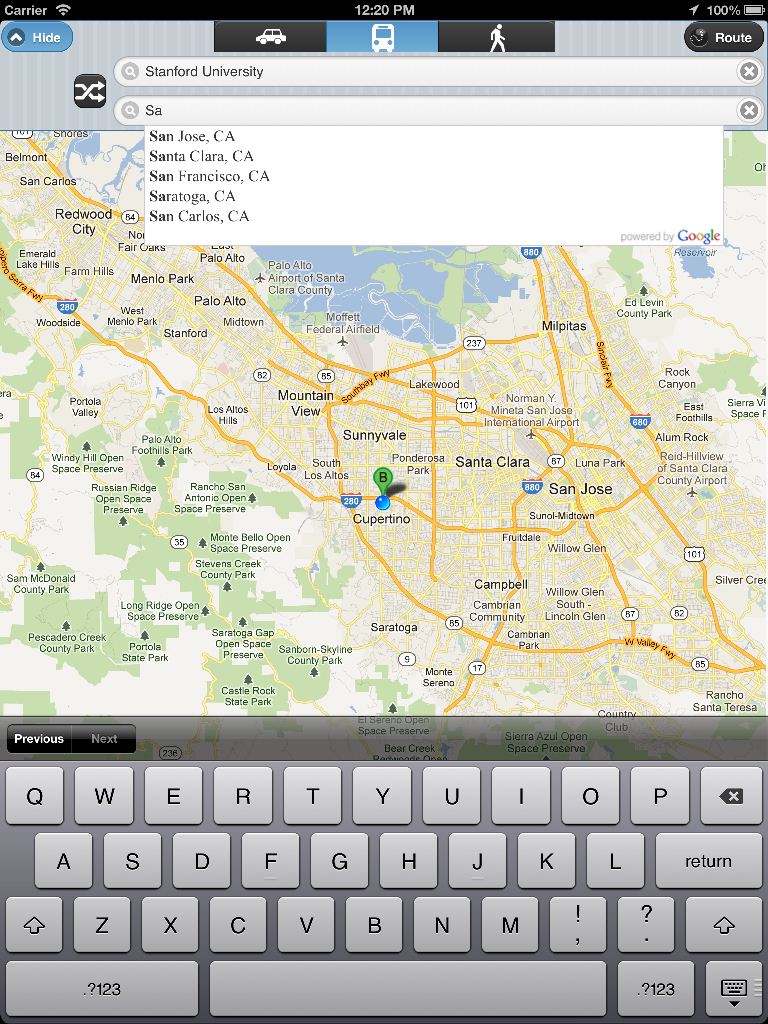 Carrier 12:20 PM 100%
Hide Route
Stanford University
Sa
San Jose, CA
Santa Clara, CA
San Francisco, CA
Saratoga, CA
San Carlos, CA
powered by Google
101
Shores
Belmont
San Carlos
Redwood
City
84
North
Fair Oaks
East
Palo Alto
880
Reservoir
Emerald
Lake Hills
Farm Hills
Menlo Park
Palo Alto
Airport of Santa
Clara County
Ed Levin
County Park
280
Woodside
West
Menlo Park
Palo Alto
Midtown
Stanford
Moffett
Federal Airfield
Milpitas
237
Sinclair Fwy
82
85
Southbay Fwy
Lakewood
Rock
Canyon
Portola
Valley
Los Altos
Hills
Mountain
View
101
Norman Y.
Mineta San Jose
International Airport
680
East
Foothills
Sierra Vi
Space
Alum Rock
Palo Alto
Foothills Park
Sunnyvale
Windy Hill Open
Space Preserve
84
Loyola
South
Los Altos
Ponderosa
Park
Santa Clara
87
Luna Park
Reid-Hillview
of Santa Clara
County Airport
Russian Ridge
Open Space
Preserve
Rancho San
Antonio Open
Space Preserve
B
280
Cupertino
880
San Jose
Sunol-Midtown
Fruitdale
35
Monte Bello Open
Space Preserve
Willow Glen
101
Sam McDonald
County Park
Stevens Creek
County Park
Campbell
Silver Cree
Long Ridge Open
Space Preserve
Willow Glen
South -
Lincoln Glen
Cambrian
Community
87
82
Pescadero Creek
County Park
Portola
State Park
Saratoga Gap
Open Space
Preserve
Saratoga
85
Cambrian
Park
W Valley Fwy
Sanborn-Skyline
County Park
9
17
85
Castle Rock
State Park
Monte
Sereno
Rancho
Santa Teresa
El Sereno Open
Space Preserve
Country
Club
Previous Next
236
Bear Creek
Redwoods Open
Sierra Azul Open
Space Preserve
Q W E R T Y U I O P
A S D F G H J K L return
Z X C V B N M ! , ? .
.?123 .?123